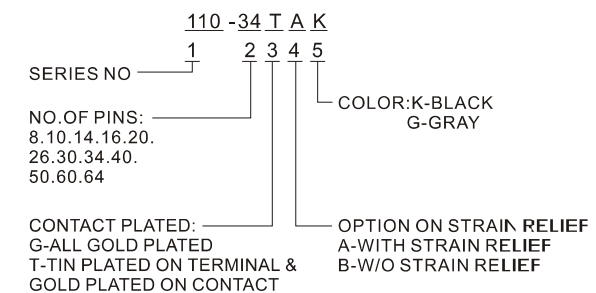 110 -34 T A K
1 2 3 4 5
SERIES NO
COLOR:K-BLACK
G-GRAY
NO.OF PINS:
8.10.14.16.20.
26.30.34.40.
50.60.64
CONTACT PLATED:
G-ALL GOLD PLATED
T-TIN PLATED ON TERMINAL &
GOLD PLATED ON CONTACT
OPTION ON STRAIN RELIEF
A-WITH STRAIN RELIEF
B-W/O STRAIN RELIEF